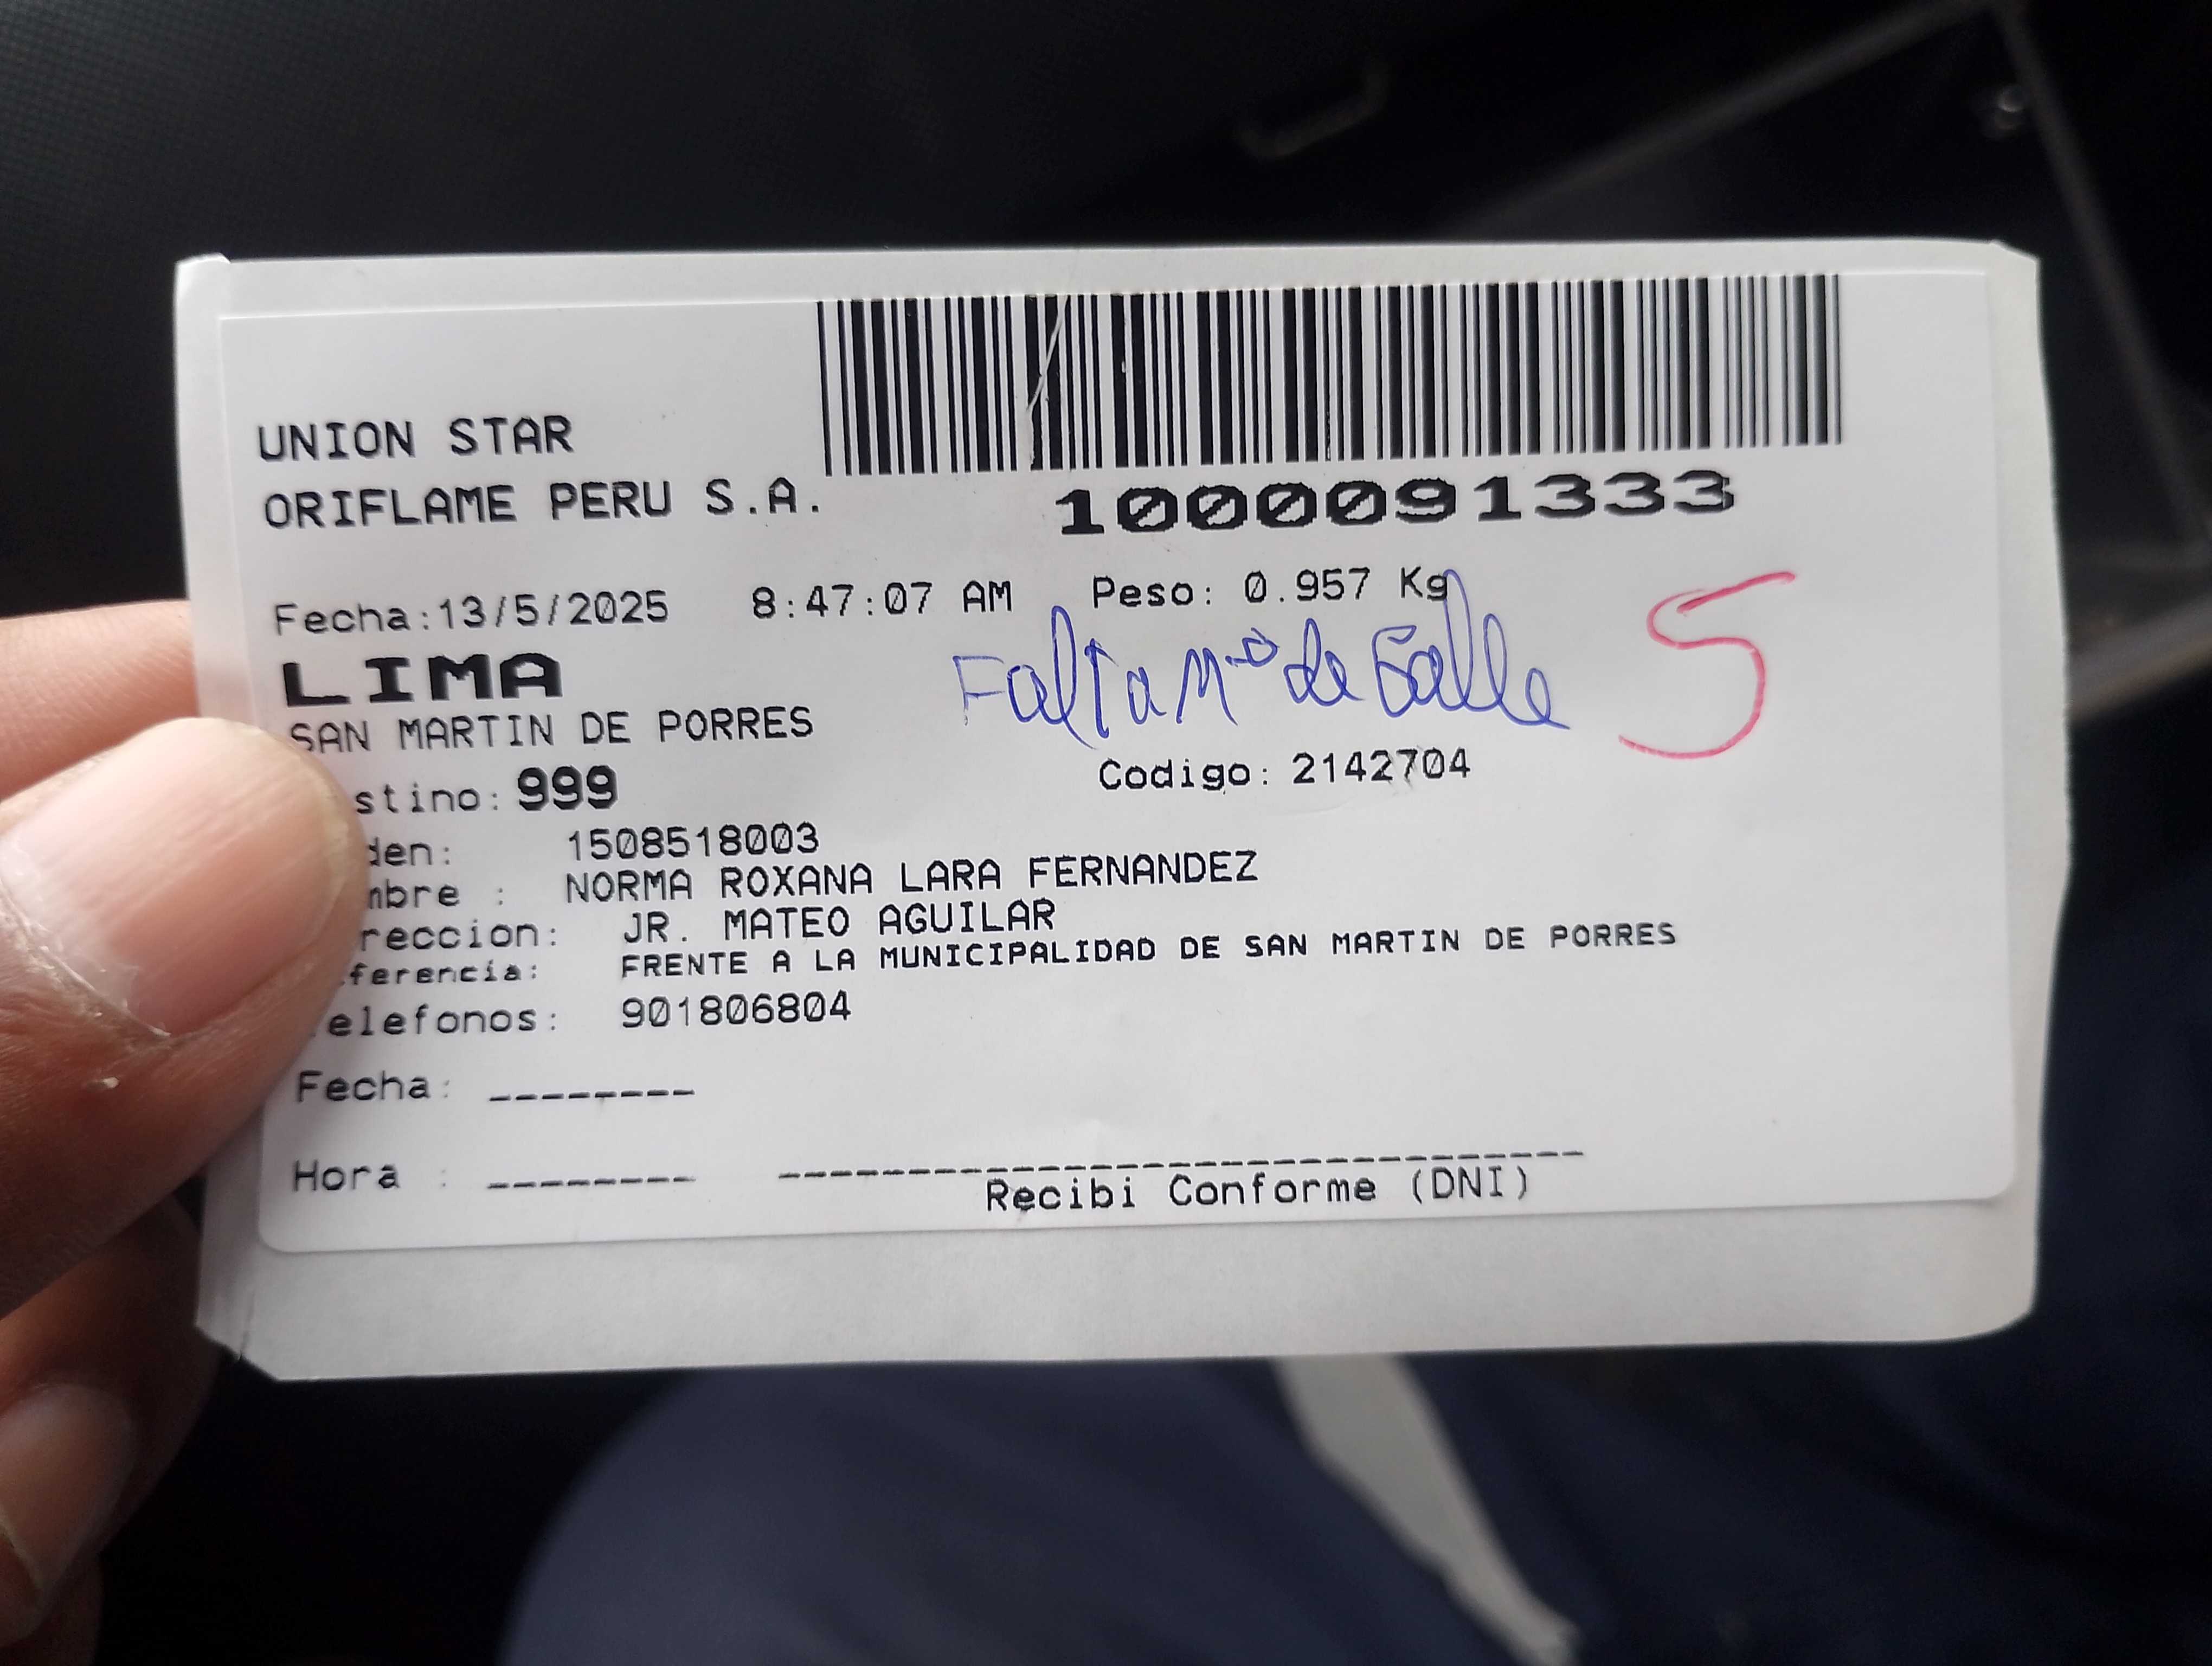 UNION STAR
ORIFLAME PERU S.A.
1000091333
Fecha:13/5/2025 8:47:07 AM Peso: 0.957 Kg
LIMA
Falta N° de Calle
5
SAN MARTIN DE PORRES
stino: 999
Codigo: 2142704
den: 1508518003
mbre : NORMA ROXANA LARA FERNANDEZ
reccion: JR. MATEO AGUILAR
ferencia: FRENTE A LA MUNICIPALIDAD DE SAN MARTIN DE PORRES
elefonos: 901806804
Fecha: --------
Hora : --------
Recibi Conforme (DNI)